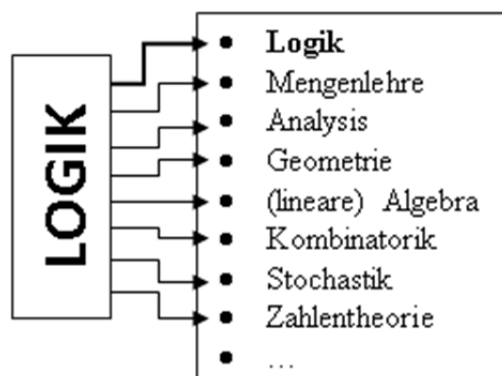 LOGIK
• Logik
• Mengenlehre
• Analysis
• Geometrie
• (lineare) Algebra
• Kombinatorik
• Stochastik
• Zahlentheorie
• ...